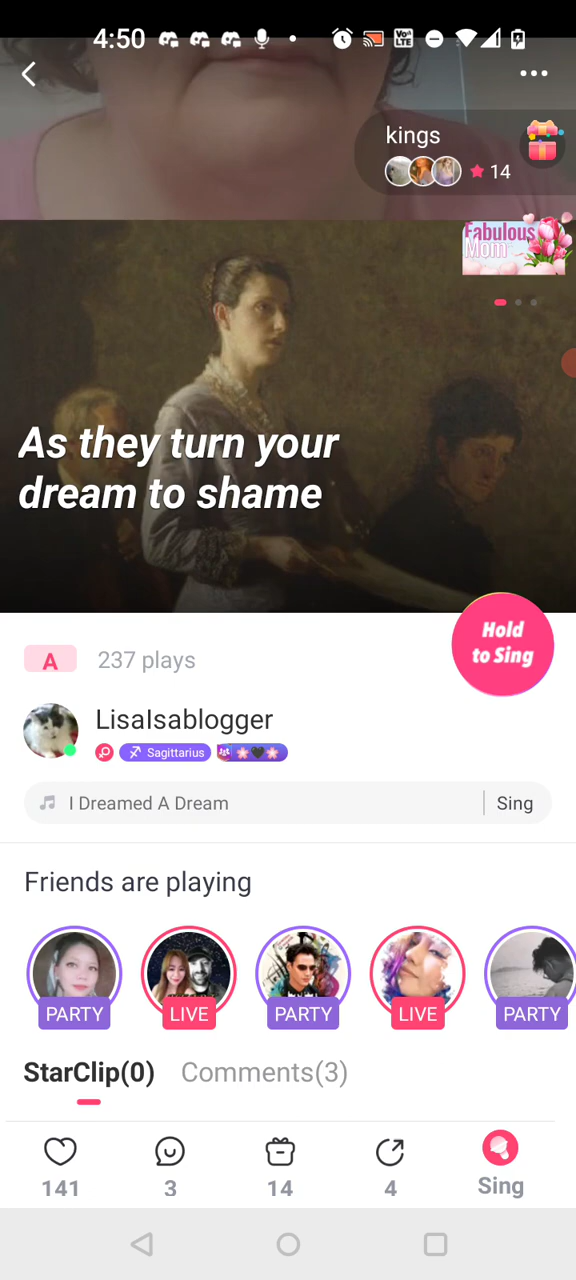 4:50
Vo
LTE
kings
14
Fabulous
Mom
As they turn your
dream to shame
Hold
to Sing
A
237 plays
LisaIsablogger
Sagittarius
I Dreamed A Dream
Sing
Friends are playing
PARTY
LIVE
PARTY
LIVE
PARTY
StarClip(0)
Comments(3)
141
3
14
4
Sing